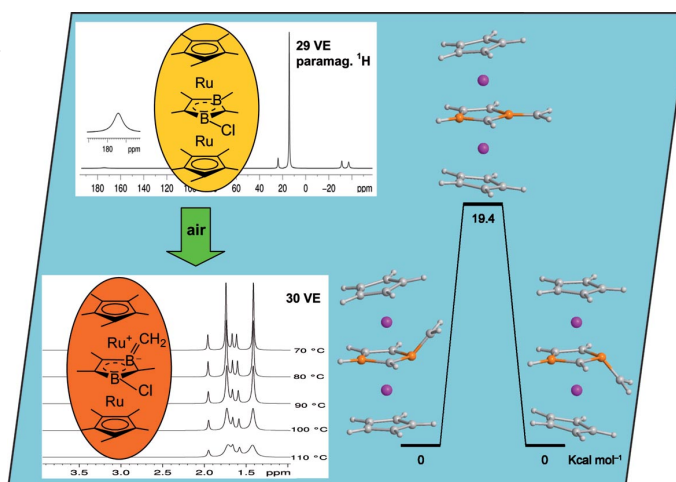 29 VE
paramag. ¹H
Ru
B
B
Cl
Ru
180
ppm
180
160
140
120
100
80
60
40
20
0
−20
ppm
air
30 VE
CH₂
Ru⁺
B⁻
B
Cl
Ru
70 °C
80 °C
90 °C
100 °C
110 °C
3.5
3.0
2.5
2.0
1.5
ppm
19.4
0
0
Kcal mol⁻¹